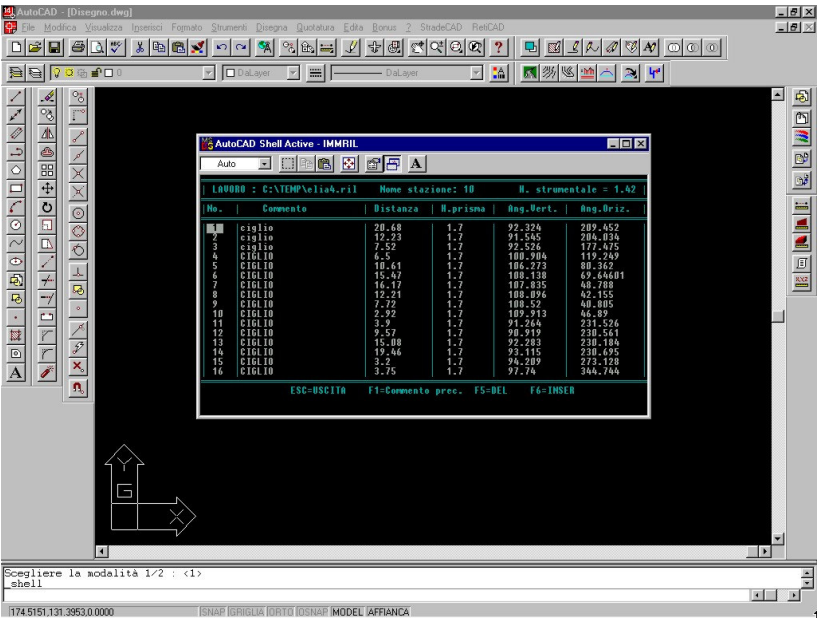 AutoCAD - [Disegno.dwg]
File Modifica Visualizza Inserisci Formato Strumenti Disegna Quotatura Edita Bonus ? StradeCAD RetiCAD
0 DaLayer DaLayer
AutoCAD Shell Active - IMMRIL
Auto
LAVORO : C:\TEMP\elia4.ril Nome stazione: 10 H. strumentale = 1.42
No. Commento Distanza H.prisma Ang.Vert. Ang.Oriz.
1 ciglio 20.68 1.7 92.324 209.452
2 ciglio 12.23 1.7 91.545 204.034
3 ciglio 7.52 1.7 92.526 177.475
4 CIGLIO 6.5 1.7 100.904 119.249
5 CIGLIO 10.61 1.7 106.273 80.362
6 CIGLIO 15.47 1.7 108.138 69.64601
7 CIGLIO 16.17 1.7 107.835 48.788
8 CIGLIO 12.21 1.7 108.096 42.155
9 CIGLIO 7.72 1.7 108.52 40.805
10 CIGLIO 2.92 1.7 109.913 46.89
11 CIGLIO 3.9 1.7 91.264 231.526
12 CIGLIO 9.57 1.7 90.919 230.561
13 CIGLIO 15.08 1.7 92.283 230.184
14 CIGLIO 19.46 1.7 93.115 230.695
15 CIGLIO 3.2 1.7 94.209 273.128
16 CIGLIO 3.75 1.7 97.74 344.744
ESC=USCITA F1=Commento prec. F5=DEL F6=INSER
Y
G
X
Scegliere la modalità 1/2 : <1>
_shell
174.5151,131.3953,0.0000 SNAP GRIGLIA ORTO OSNAP MODEL AFFIANCA